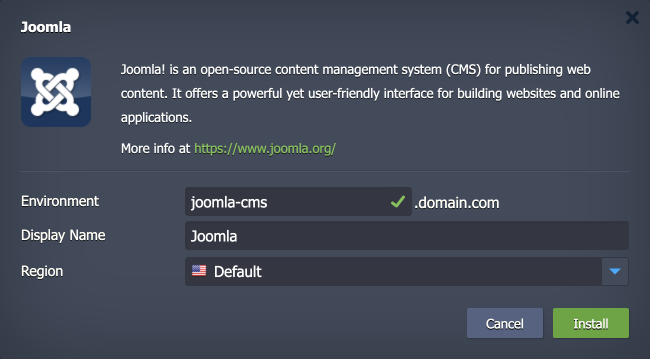 Joomla
Joomla! is an open-source content management system (CMS) for publishing web
content. It offers a powerful yet user-friendly interface for building websites and online
applications.
More info at https://www.joomla.org/
Environment joomla-cms .domain.com
Display Name Joomla
Region Default
Cancel Install